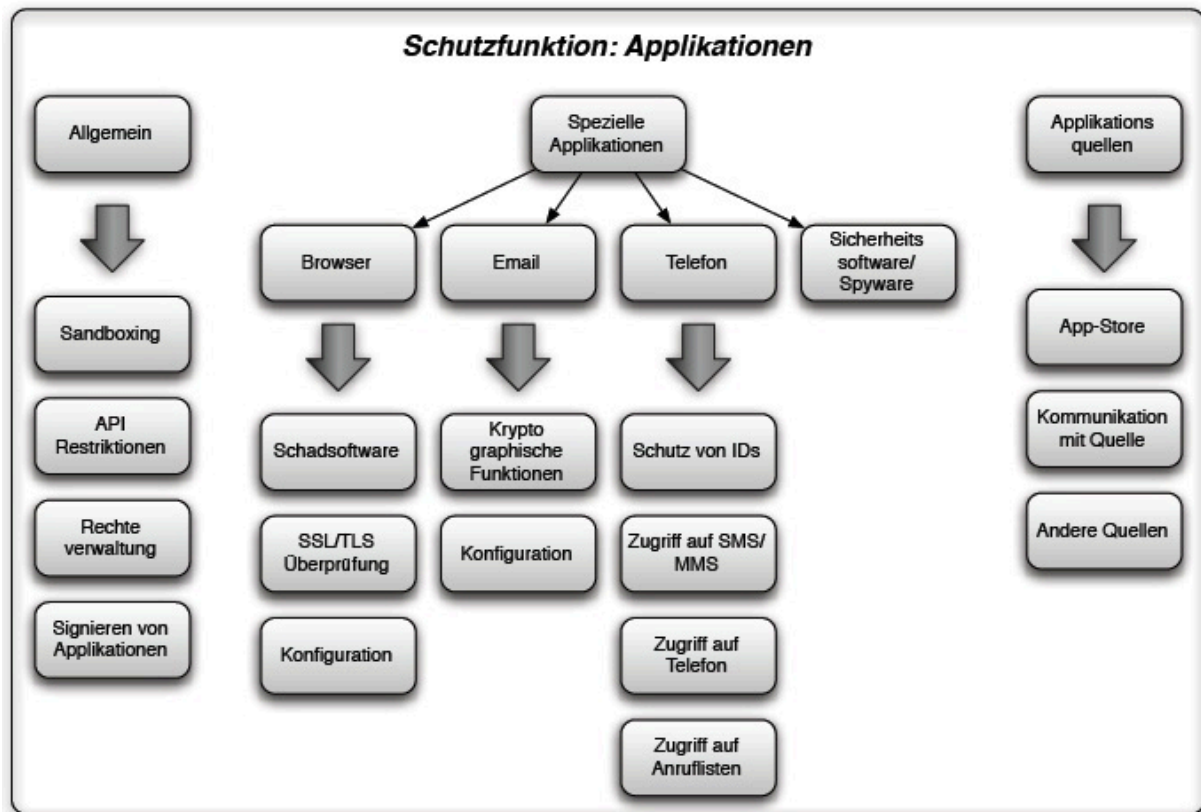 Schutzfunktion: Applikationen
Allgemein
Sandboxing
API
Restriktionen
Rechte
verwaltung
Signieren von
Applikationen
Spezielle
Applikationen
Browser
Schadsoftware
SSL/TLS
Überprüfung
Konfiguration
Email
Krypto
graphische
Funktionen
Konfiguration
Telefon
Schutz von IDs
Zugriff auf SMS/
MMS
Zugriff auf
Telefon
Zugriff auf
Anruflisten
Sicherheits
software/
Spyware
Applikations
quellen
App-Store
Kommunikation
mit Quelle
Andere Quellen